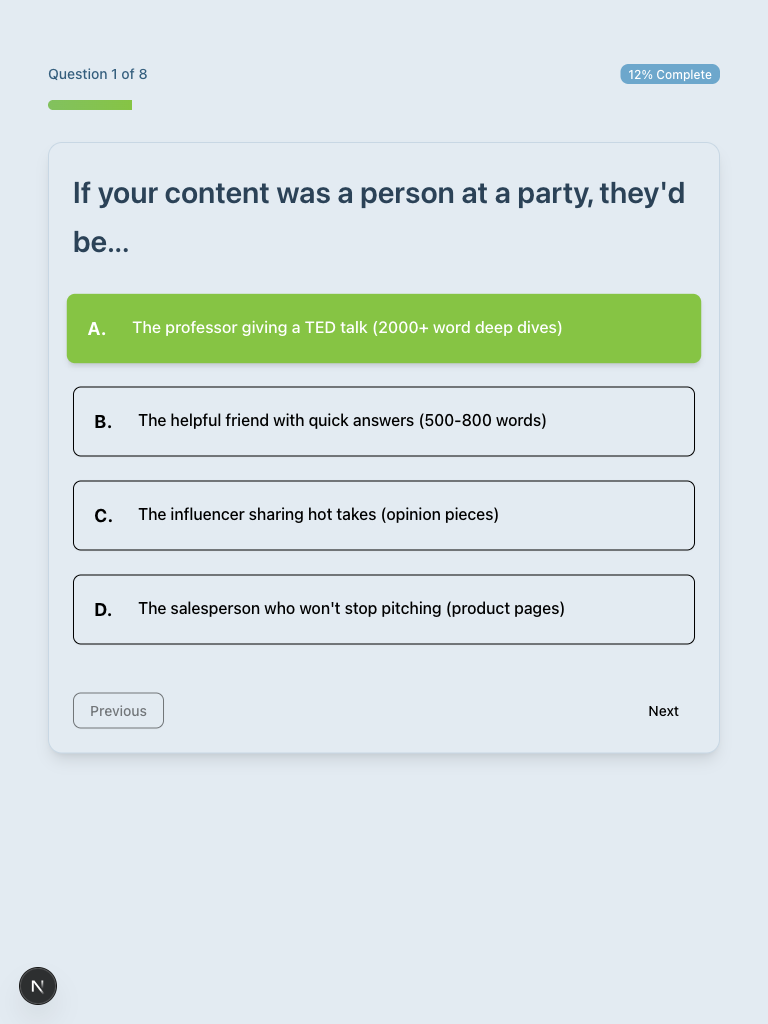 Question 1 of 8
12% Complete
If your content was a person at a party, they'd
be...
A. The professor giving a TED talk (2000+ word deep dives)
B. The helpful friend with quick answers (500-800 words)
C. The influencer sharing hot takes (opinion pieces)
D. The salesperson who won't stop pitching (product pages)
Previous
Next
N